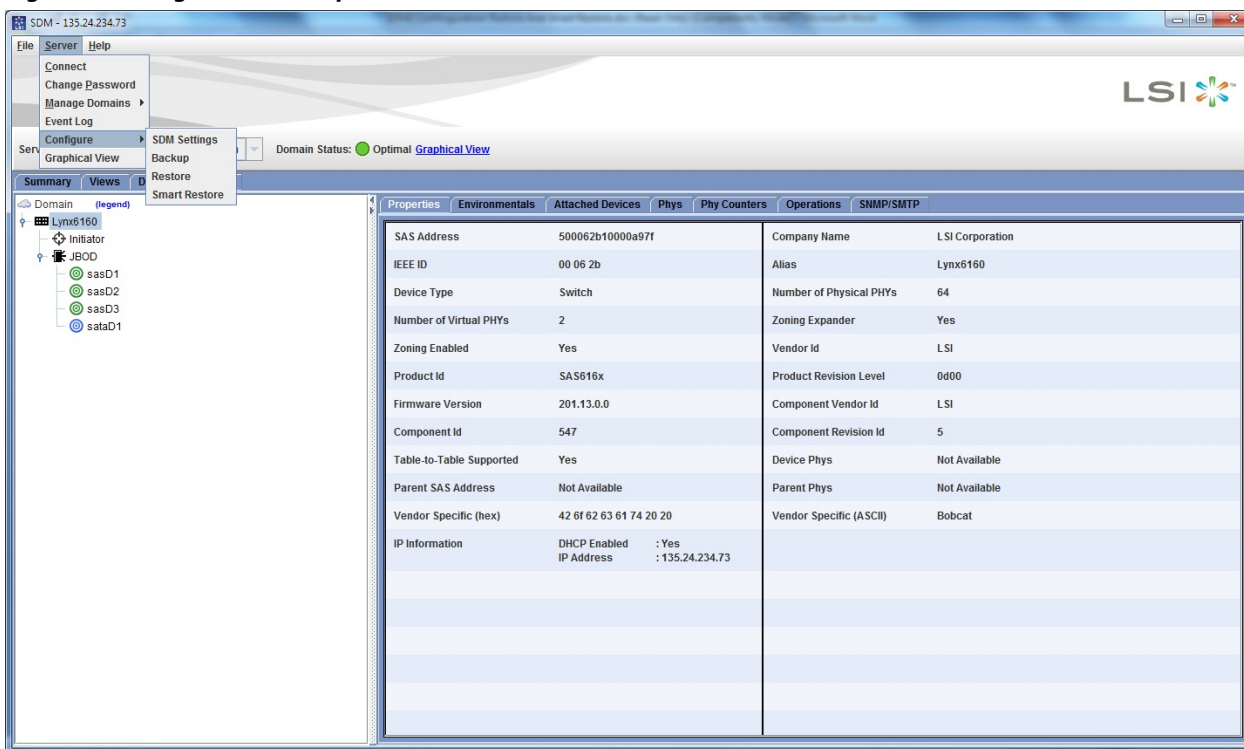 SDM - 135.24.234.73
File Server Help
Connect
Change Password
Manage Domains
Event Log
Configure
Graphical View
SDM Settings
Backup
Restore
Smart Restore
LSI
Domain Status: Optimal Graphical View
Summary Views
Domain (legend)
Lynx6160
Initiator
JBOD
sasD1
sasD2
sasD3
sataD1
Properties Environmentals Attached Devices Phys Phy Counters Operations SNMP/SMTP
SAS Address 500062b10000a97f Company Name LSI Corporation
IEEE ID 00 06 2b Alias Lynx6160
Device Type Switch Number of Physical PHYs 64
Number of Virtual PHYs 2 Zoning Expander Yes
Zoning Enabled Yes Vendor Id LSI
Product Id SAS616x Product Revision Level 0d00
Firmware Version 201.13.0.0 Component Vendor Id LSI
Component Id 547 Component Revision Id 5
Table-to-Table Supported Yes Device Phys Not Available
Parent SAS Address Not Available Parent Phys Not Available
Vendor Specific (hex) 42 6f 62 63 61 74 20 20 Vendor Specific (ASCII) Bobcat
IP Information DHCP Enabled : Yes
IP Address : 135.24.234.73